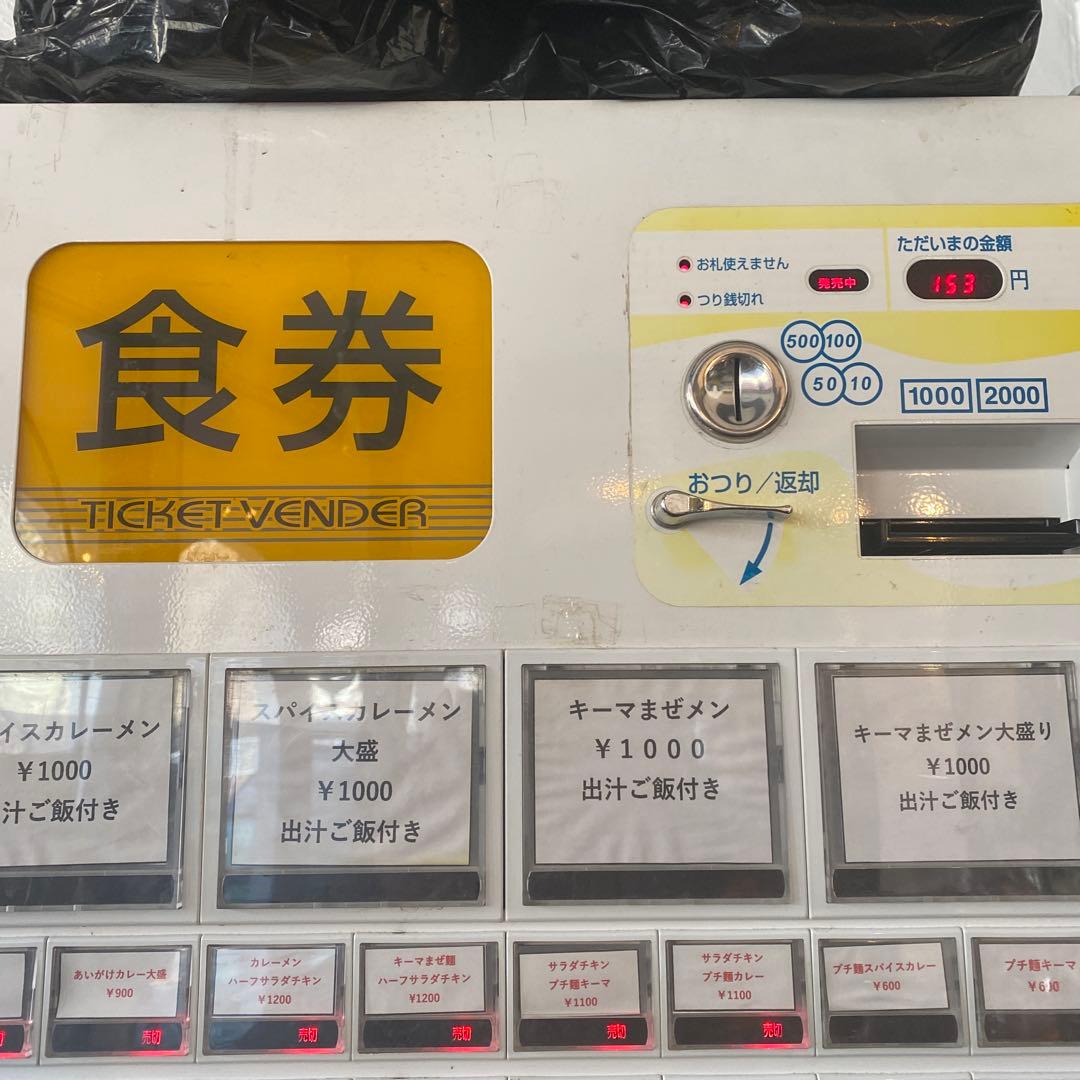 食券
TICKET VENDER
お札使えません
つり銭切れ
発売中
ただいまの金額
153 円
500 100
50 10
1000 2000
おつり／返却
イスカレーメン
￥1000
汁ご飯付き
スパイスカレーメン
大盛
￥1000
出汁ご飯付き
キーマまぜメン
￥１０００
出汁ご飯付き
キーマまぜメン大盛り
￥1000
出汁ご飯付き
あいがけカレー大盛
￥900
売切
カレーメン
ハーフサラダチキン
￥1200
売切
キーマまぜ麺
ハーフサラダチキン
￥1200
売切
サラダチキン
プチ麺キーマ
￥1100
売切
サラダチキン
プチ麺カレー
￥1100
売切
プチ麺スパイスカレー
￥600
プチ麺キーマ
￥600